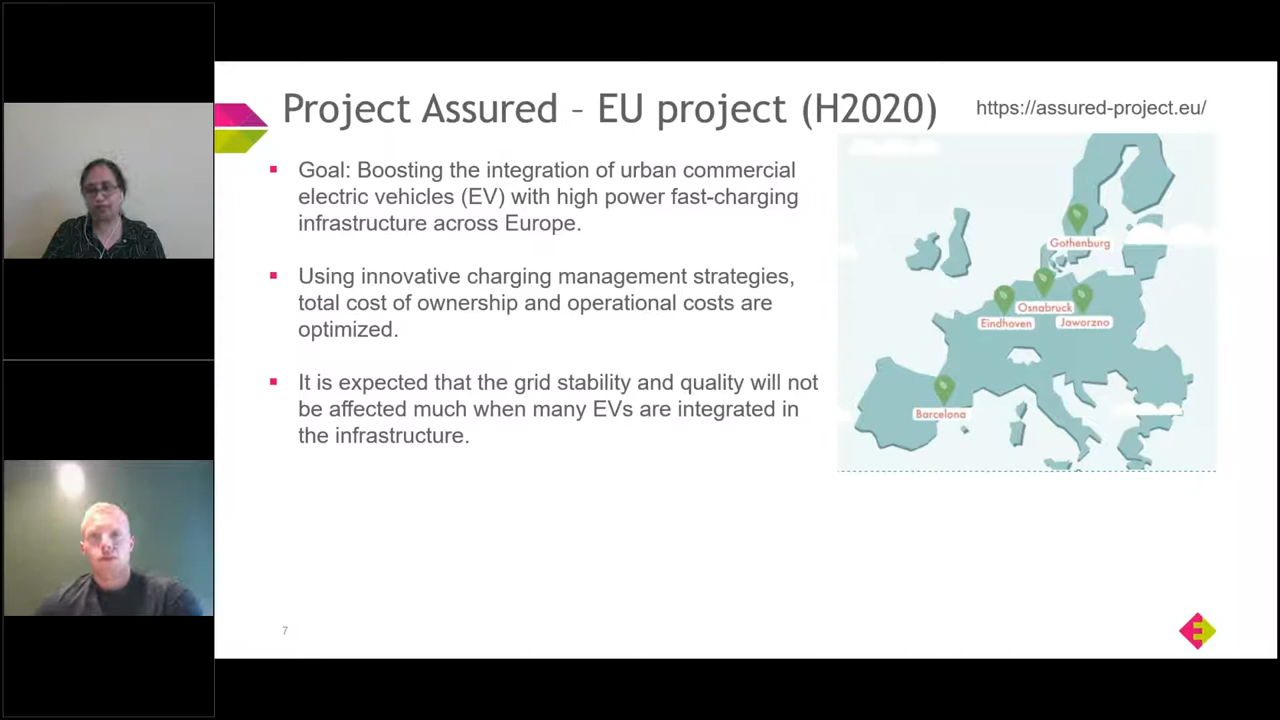 Project Assured – EU project (H2020)
https://assured-project.eu/
Goal: Boosting the integration of urban commercial
electric vehicles (EV) with high power fast-charging
infrastructure across Europe.
Using innovative charging management strategies,
total cost of ownership and operational costs are
optimized.
It is expected that the grid stability and quality will not
be affected much when many EVs are integrated in
the infrastructure.
Gothenburg
Osnabruck
Eindhoven
Jaworzno
Barcelona
7